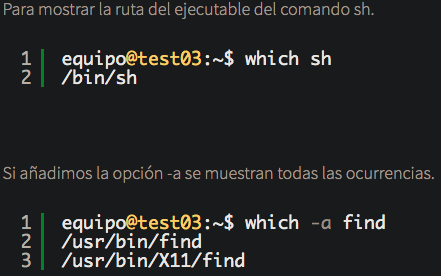 Para mostrar la ruta del ejecutable del comando sh.
1 equipo@test03:~$ which sh
2 /bin/sh
Si añadimos la opción -a se muestran todas las ocurrencias.
1 equipo@test03:~$ which -a find
2 /usr/bin/find
3 /usr/bin/X11/find